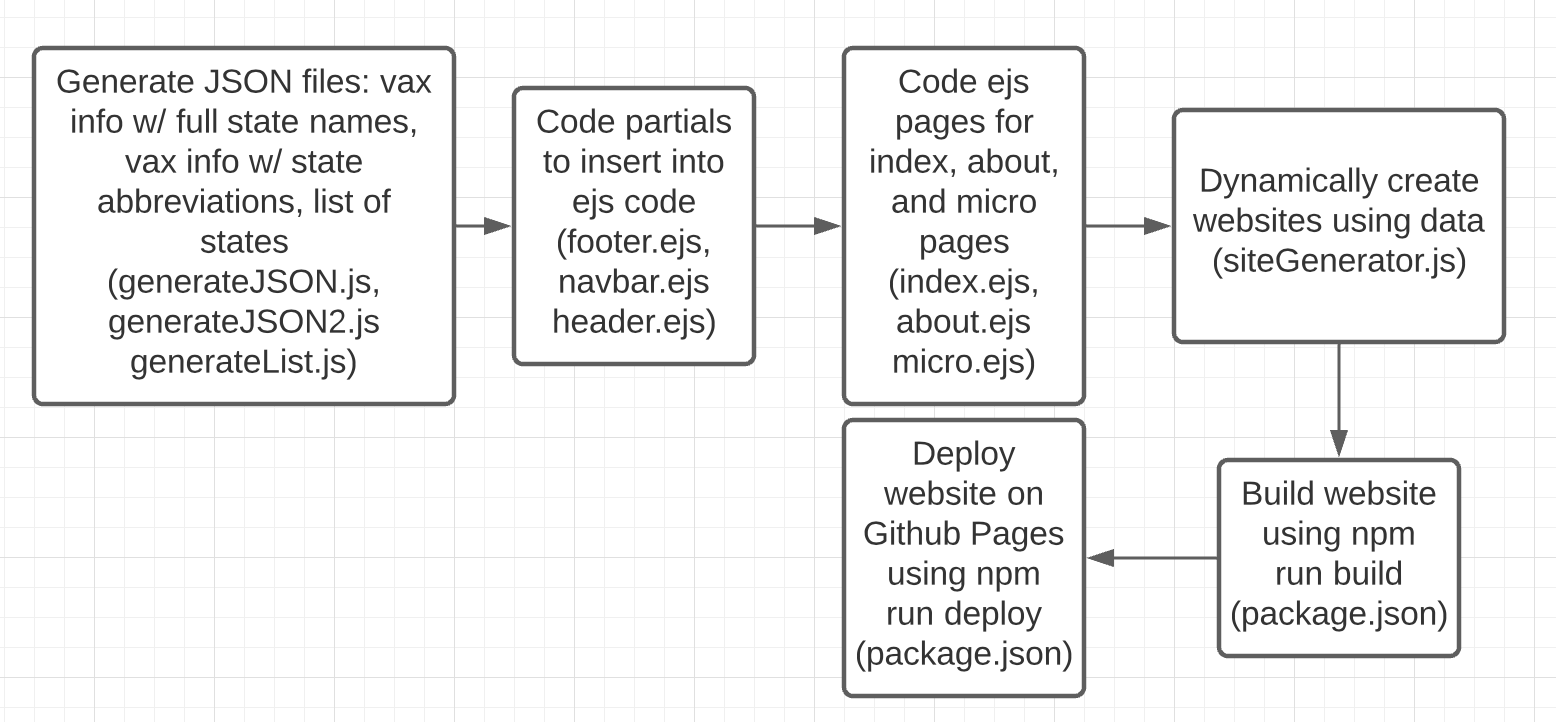 Generate JSON files: vax
info w/ full state names,
vax info w/ state
abbreviations, list of
states
(generateJSON.js,
generateJSON2.js
generateList.js)
Code partials
to insert into
ejs code
(footer.ejs,
navbar.ejs
header.ejs)
Code ejs
pages for
index, about,
and micro
pages
(index.ejs,
about.ejs
micro.ejs)
Dynamically create
websites using data
(siteGenerator.js)
Build website
using npm
run build
(package.json)
Deploy
website on
Github Pages
using npm
run deploy
(package.json)